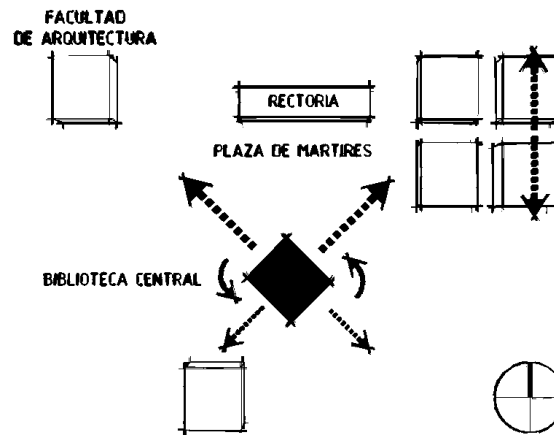 FACULTAD
DE ARQUITECTURA
RECTORIA
PLAZA DE MARTIRES
BIBLIOTECA CENTRAL